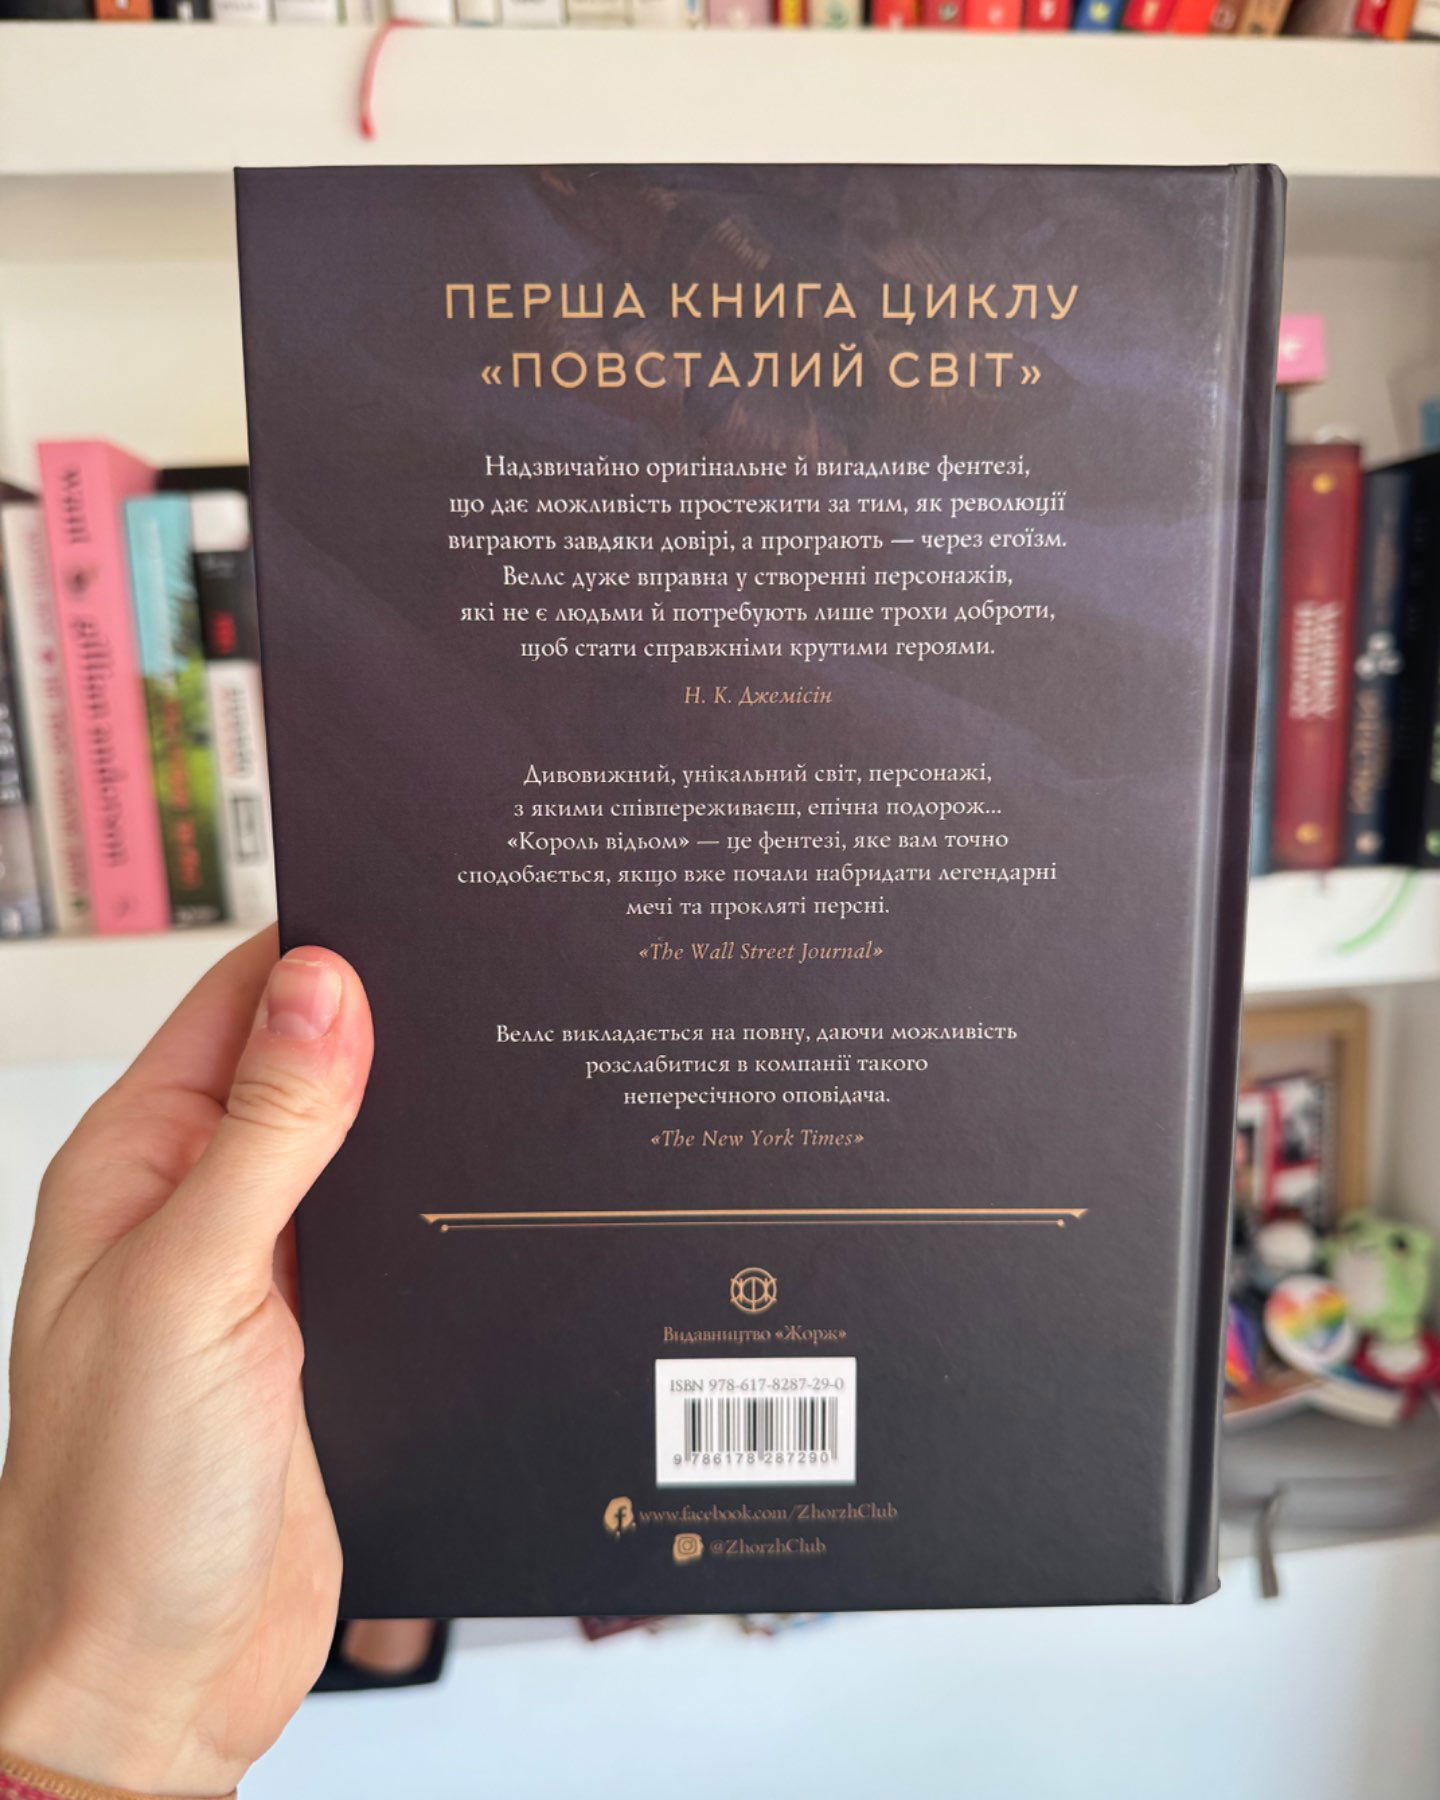 ПЕРША КНИГА ЦИКЛУ
«ПОВСТАЛИЙ СВІТ»
Надзвичайно оригінальне й вигадливе фентезі,
що дає можливість простежити за тим, як революції
виграють завдяки довірі, а програють — через егоїзм.
Веллс дуже вправна у створенні персонажів,
які не є людьми й потребують лише трохи доброти,
щоб стати справжніми крутими героями.
Н. К. Джемісін
Дивовижний, унікальний світ, персонажі,
з якими співпереживаєш, епічна подорож...
«Король відьом» — це фентезі, яке вам точно
сподобається, якщо вже почали набридати легендарні
мечі та прокляті персні.
«The Wall Street Journal»
Веллс викладається на повну, даючи можливість
розслабитися в компанії такого
непересічного оповідача.
«The New York Times»
Видавництво «Жорж»
ISBN 978-617-8287-29-0
9 786178 287290
www.facebook.com/ZhorzhClub
@ZhorzhClub